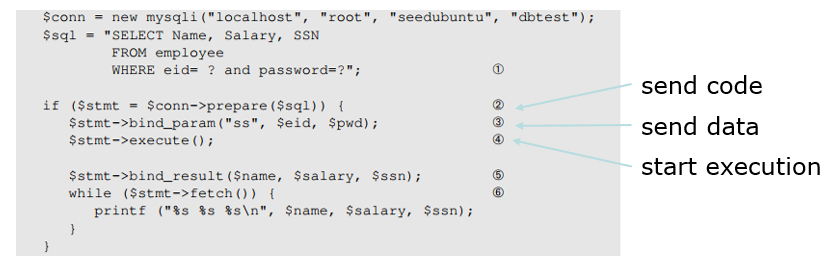 $conn = new mysqli("localhost", "root", "seedubuntu", "dbtest");
$sql = "SELECT Name, Salary, SSN
FROM employee
WHERE eid= ? and password=?"; ①
if ($stmt = $conn->prepare($sql)) { ②
$stmt->bind_param("ss", $eid, $pwd); ③
$stmt->execute(); ④
$stmt->bind_result($name, $salary, $ssn); ⑤
while ($stmt->fetch()) { ⑥
printf ("%s %s %s\n", $name, $salary, $ssn);
}
}
send code
send data
start execution